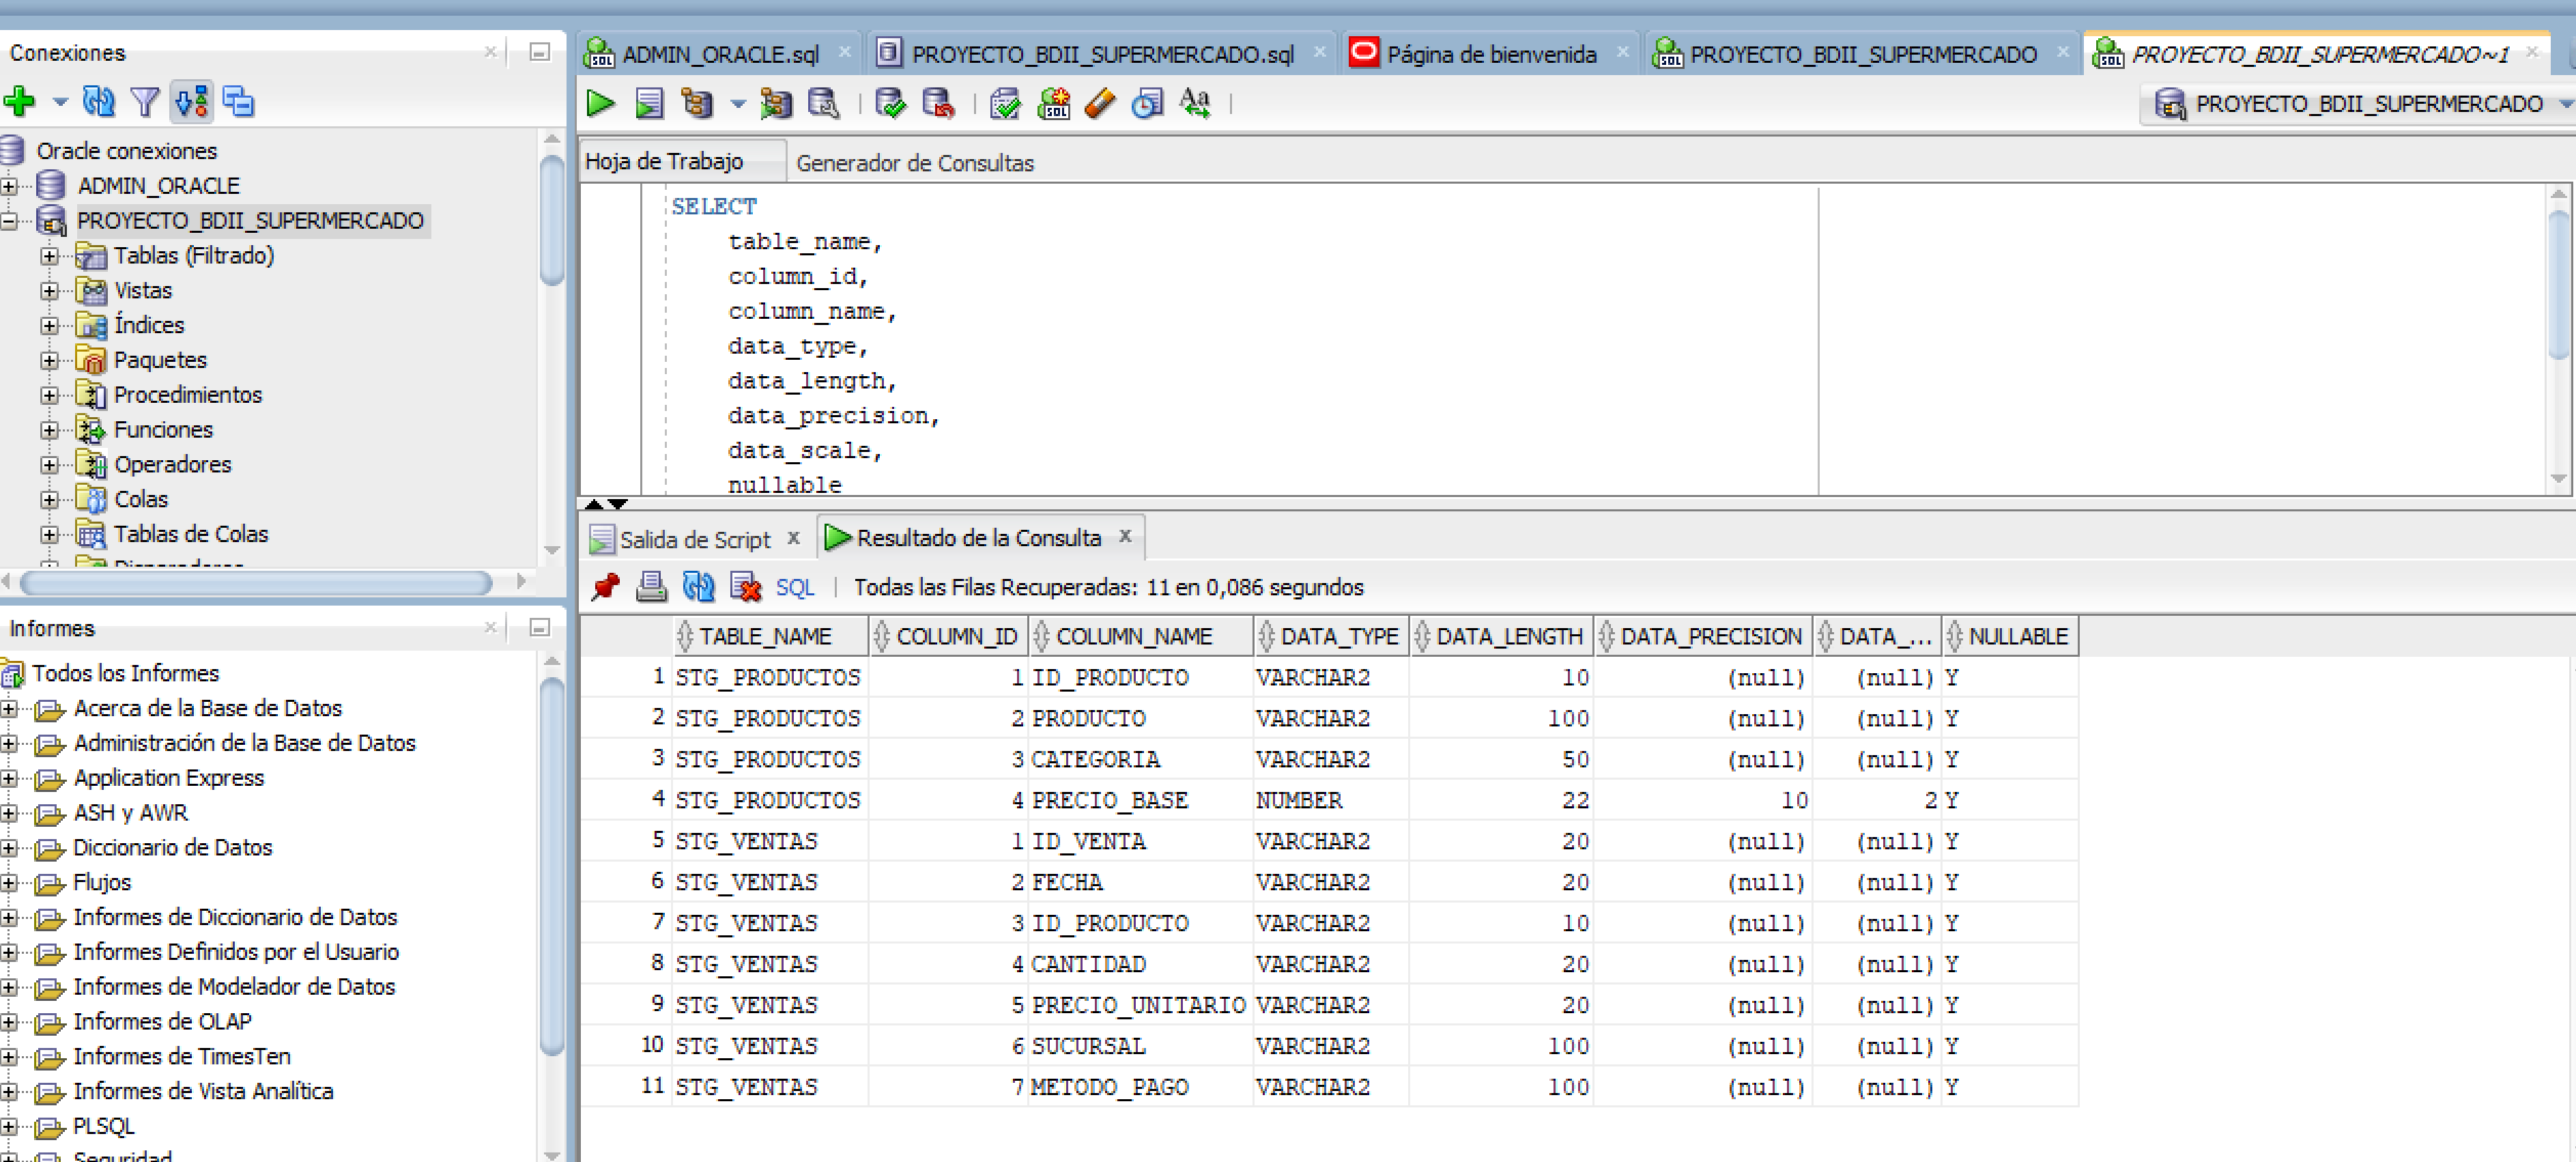 Conexiones
ADMIN_ORACLE.sql
PROYECTO_BDII_SUPERMERCADO.sql
Página de bienvenida
PROYECTO_BDII_SUPERMERCADO
PROYECTO_BDII_SUPERMERCADO~1
PROYECTO_BDII_SUPERMERCADO
Oracle conexiones
ADMIN_ORACLE
PROYECTO_BDII_SUPERMERCADO
Tablas (Filtrado)
Vistas
Índices
Paquetes
Procedimientos
Funciones
Operadores
Colas
Tablas de Colas
Disparadores
Informes
Todos los Informes
Acerca de la Base de Datos
Administración de la Base de Datos
Application Express
ASH y AWR
Diccionario de Datos
Flujos
Informes de Diccionario de Datos
Informes Definidos por el Usuario
Informes de Modelador de Datos
Informes de OLAP
Informes de TimesTen
Informes de Vista Analítica
PLSQL
Seguridad
Hoja de Trabajo Generador de Consultas
SELECT
table_name,
column_id,
column_name,
data_type,
data_length,
data_precision,
data_scale,
nullable
Salida de Script x Resultado de la Consulta x
SQL | Todas las Filas Recuperadas: 11 en 0,086 segundos
TABLE_NAME COLUMN_ID COLUMN_NAME DATA_TYPE DATA_LENGTH DATA_PRECISION DATA_... NULLABLE
1 STG_PRODUCTOS 1 ID_PRODUCTO VARCHAR2 10 (null) (null) Y
2 STG_PRODUCTOS 2 PRODUCTO VARCHAR2 100 (null) (null) Y
3 STG_PRODUCTOS 3 CATEGORIA VARCHAR2 50 (null) (null) Y
4 STG_PRODUCTOS 4 PRECIO_BASE NUMBER 22 10 2 Y
5 STG_VENTAS 1 ID_VENTA VARCHAR2 20 (null) (null) Y
6 STG_VENTAS 2 FECHA VARCHAR2 20 (null) (null) Y
7 STG_VENTAS 3 ID_PRODUCTO VARCHAR2 10 (null) (null) Y
8 STG_VENTAS 4 CANTIDAD VARCHAR2 20 (null) (null) Y
9 STG_VENTAS 5 PRECIO_UNITARIO VARCHAR2 20 (null) (null) Y
10 STG_VENTAS 6 SUCURSAL VARCHAR2 100 (null) (null) Y
11 STG_VENTAS 7 METODO_PAGO VARCHAR2 100 (null) (null) Y